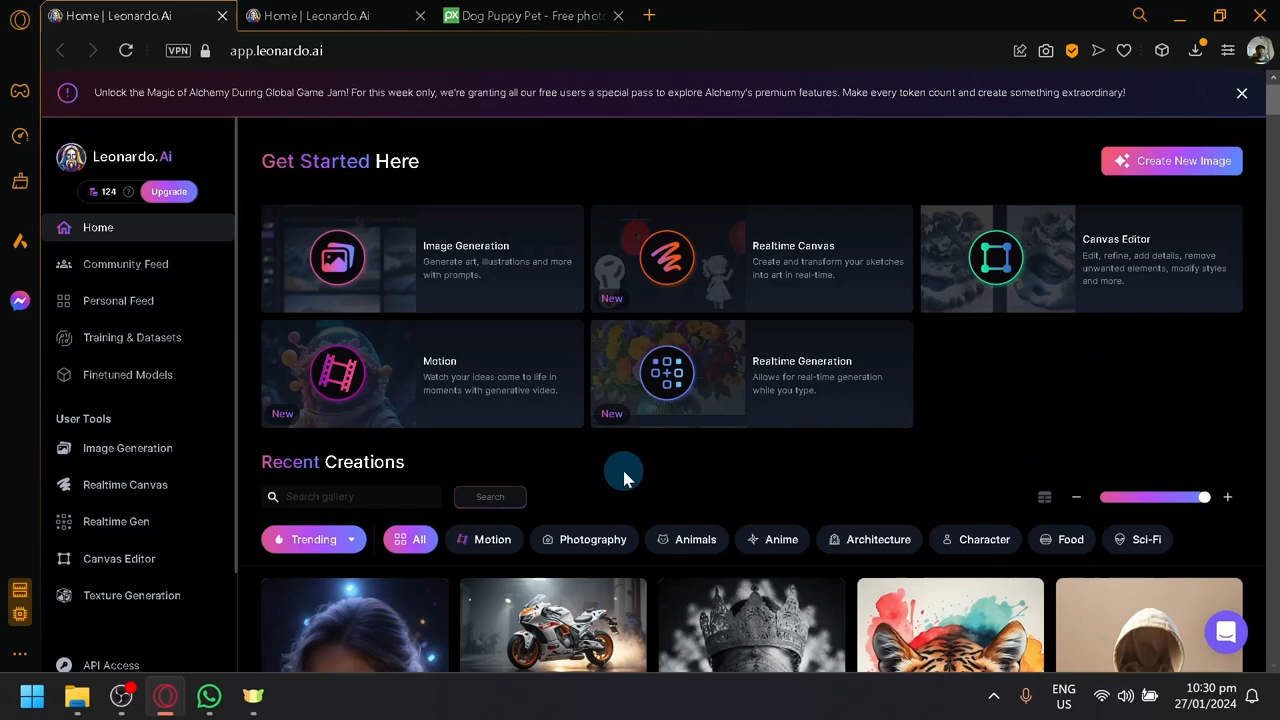 Home | Leonardo.Ai
Home | Leonardo.Ai
Dog Puppy Pet - Free phot
VPN
app.leonardo.ai
Unlock the Magic of Alchemy During Global Game Jam! For this week only, we're granting all our free users a special pass to explore Alchemy's premium features. Make every token count and create something extraordinary!
Leonardo.Ai
124
Upgrade
Home
Community Feed
Personal Feed
Training & Datasets
Finetuned Models
User Tools
Image Generation
Realtime Canvas
Realtime Gen
Canvas Editor
Texture Generation
API Access
Get Started Here
Create New Image
Image Generation
Generate art, illustrations and more
with prompts.
Realtime Canvas
Create and transform your sketches
into art in real-time.
New
Canvas Editor
Edit, refine, add details, remove
unwanted elements, modify styles
and more.
Motion
Watch your ideas come to life in
moments with generative video.
New
Realtime Generation
Allows for real-time generation
while you type.
New
Recent Creations
Search gallery
Search
Trending
All
Motion
Photography
Animals
Anime
Architecture
Character
Food
Sci-Fi
ENG
US
10:30 pm
27/01/2024